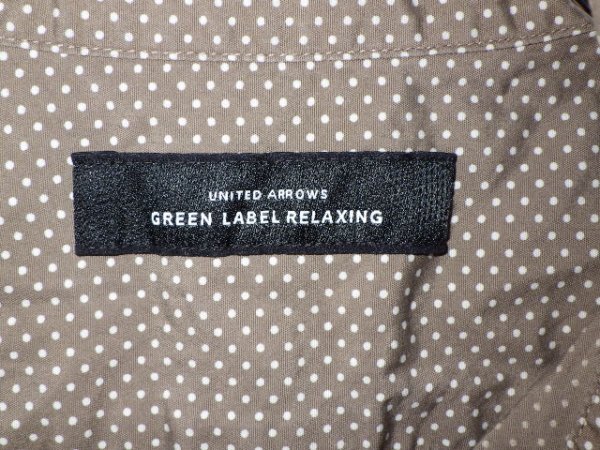 UNITED ARROWS
GREEN LABEL RELAXING